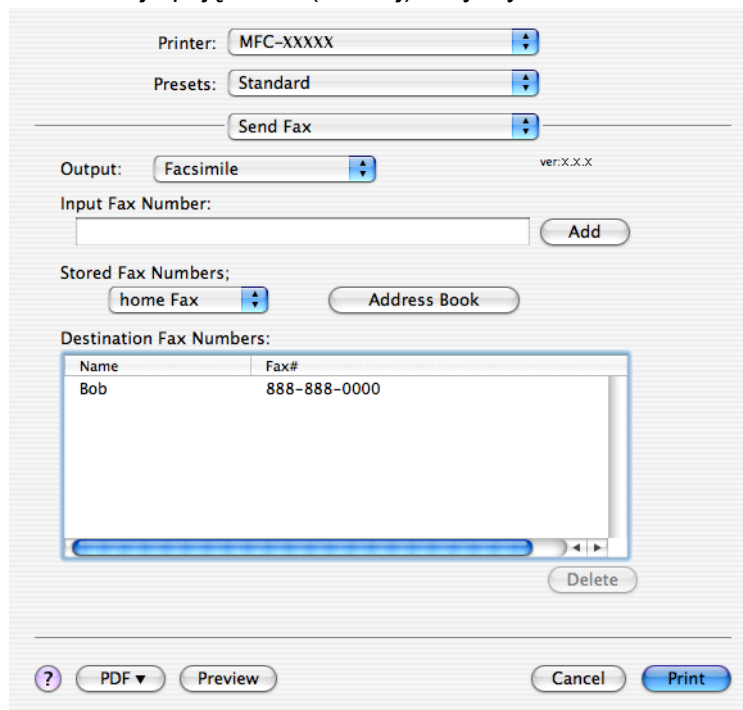 Printer: MFC-XXXXX
Presets: Standard
Send Fax
Output: Facsimile
ver:X.X.X
Input Fax Number:
Add
Stored Fax Numbers;
home Fax
Address Book
Destination Fax Numbers:
Name Fax#
Bob 888-888-0000
Delete
? PDF▼ Preview Cancel Print